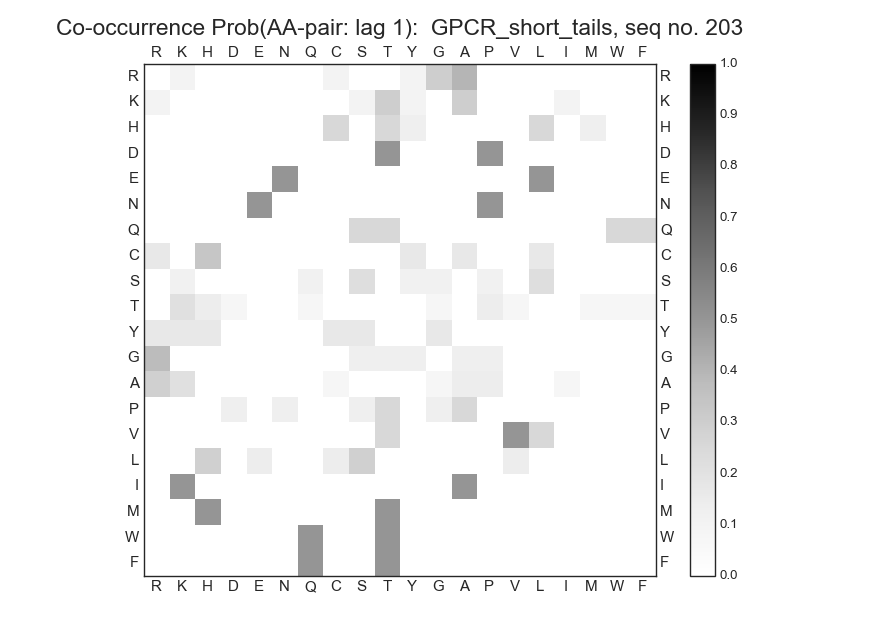 Co-occurrence Prob(AA-pair: lag 1):  GPCR_short_tails, seq no. 203
R K H D E N Q C S T Y G A P V L I M W F
R R 1.0
K K 0.9
H H
D D 0.8
E E
N N 0.7
Q Q
C C 0.6
S S
T T 0.5
Y Y
G G 0.4
A A
P P 0.3
V V
L L 0.2
I I
M M 0.1
W W
F F 0.0
R K H D E N Q C S T Y G A P V L I M W F